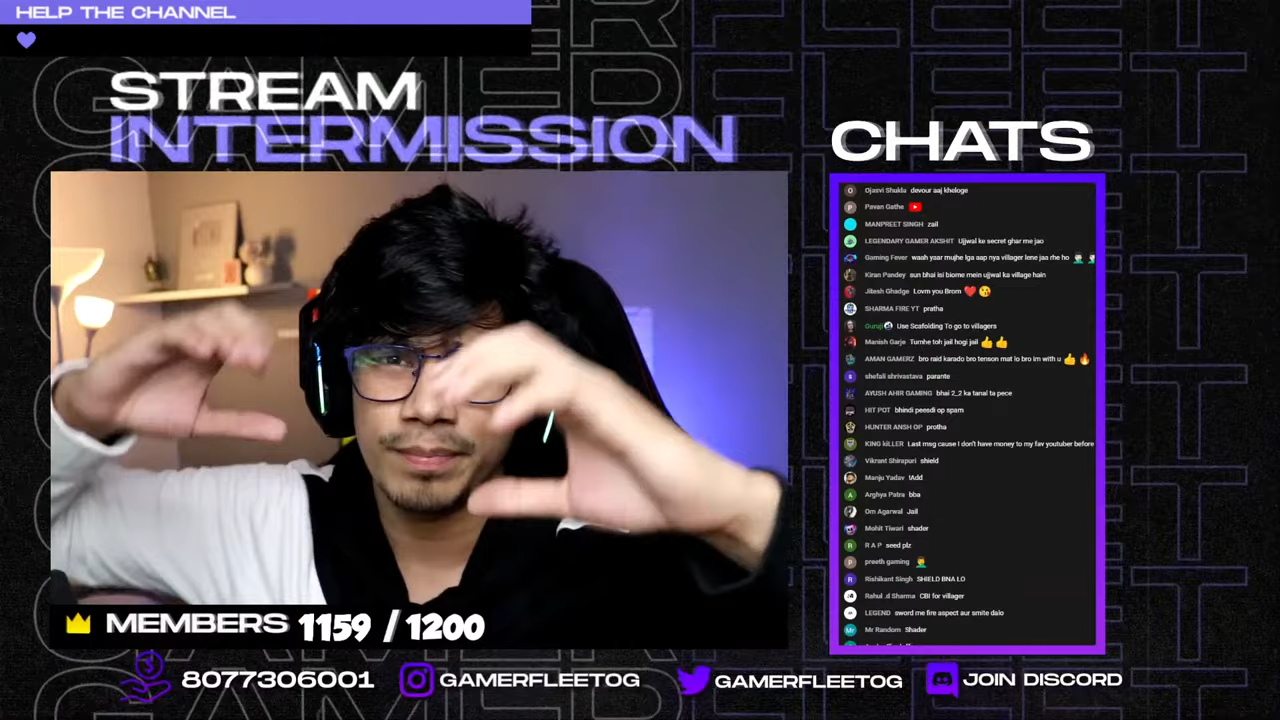 HELP THE CHANNEL
STREAM
INTERMISSION
CHATS
Ojasvi Shukla devour aaj kheloge
Pavan Gathe
MANPREET SINGH zail
LEGENDARY GAMER AKSHIT Ujjwal ke secret ghar me jao
Gaming Fever waah yaar mujhe lga aap nya villager lene jaa rhe ho
Kiran Pandey sun bhai isi biome mein ujjwal ka village hain
Jitesh Ghadge Lovm you Brom ❤️ 😘
SHARMA FIRE YT pratha
Guruji Use Scafolding To go to villagers
Manish Garje Tumhe toh jail hogi jail 👍 👍
AMAN GAMERZ bro raid karado bro tenson mat lo bro im with u 👍 🔥
shefali shrivastava parante
AYUSH AHIR GAMING bhai 2_2 ka tanal ta pece
HIT POT bhindi peesdi op spam
HUNTER ANSH OP protha
KING kiLLER Last msg cause I don't have money to my fav youtuber before
Vikrant Shirapuri shield
Manju Yadav !Add
Arghya Patra bba
Om Agarwal Jail
Mohit Tiwari shader
R A P seed plz
preeth gaming
Rishikant Singh SHIELD BNA LO
Rahul .d Sharma CBI for villager
LEGEND sword me fire aspect aur smite dalo
Mr Random Shader
MEMBERS 1159 / 1200
8077306001 GAMERFLEETOG GAMERFLEETOG JOIN DISCORD
GAMERFLEET